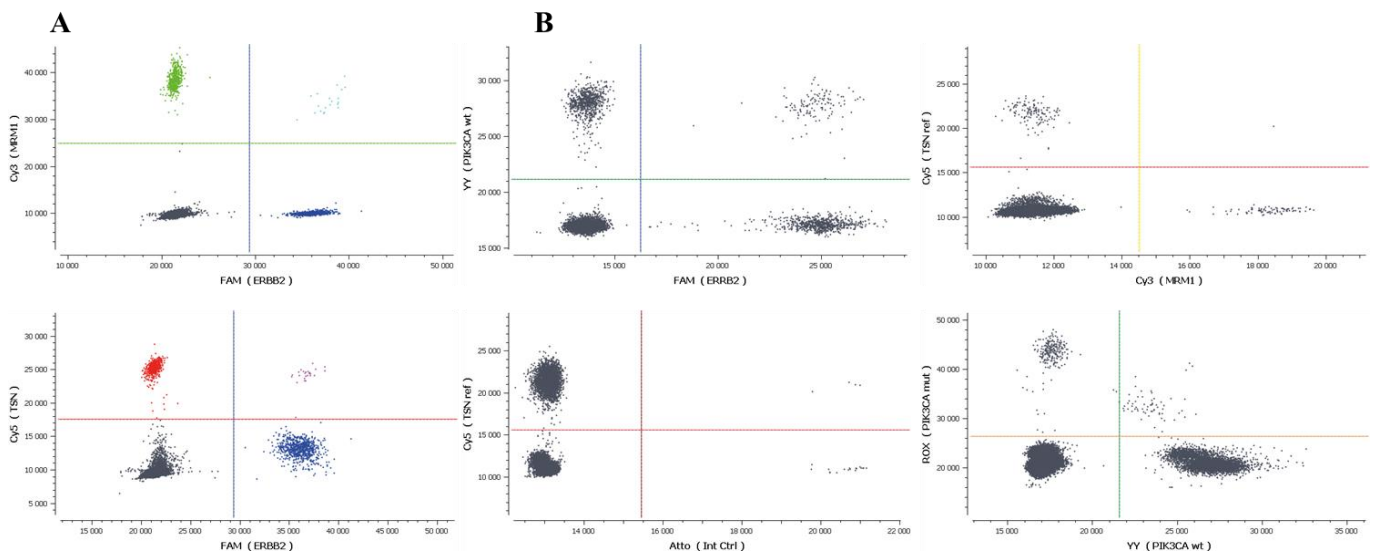 A
B
Cy3 (MRM1)
40 000
30 000
20 000
10 000
10 000 20 000 30 000 40 000 50 000
FAM (ERBB2)
YY (PIK3CA wt)
30 000
25 000
20 000
15 000
15 000 20 000 25 000
FAM (ERRB2)
Cy5 (TSN ref)
25 000
20 000
15 000
10 000
10 000 12 000 14 000 16 000 18 000 20 000
Cy3 (MRM1)
Cy5 (TSN)
30 000
25 000
20 000
15 000
10 000
5 000
15 000 20 000 25 000 30 000 35 000 40 000 45 000 50 000
FAM (ERBB2)
Cy5 (TSN ref)
25 000
20 000
15 000
10 000
5 000
12 000 14 000 16 000 18 000 20 000 22 000
Atto (Int Ctrl)
ROX (PIK3CA mut)
50 000
40 000
30 000
20 000
10 000
15 000 20 000 25 000 30 000 35 000
YY (PIK3CA wt)